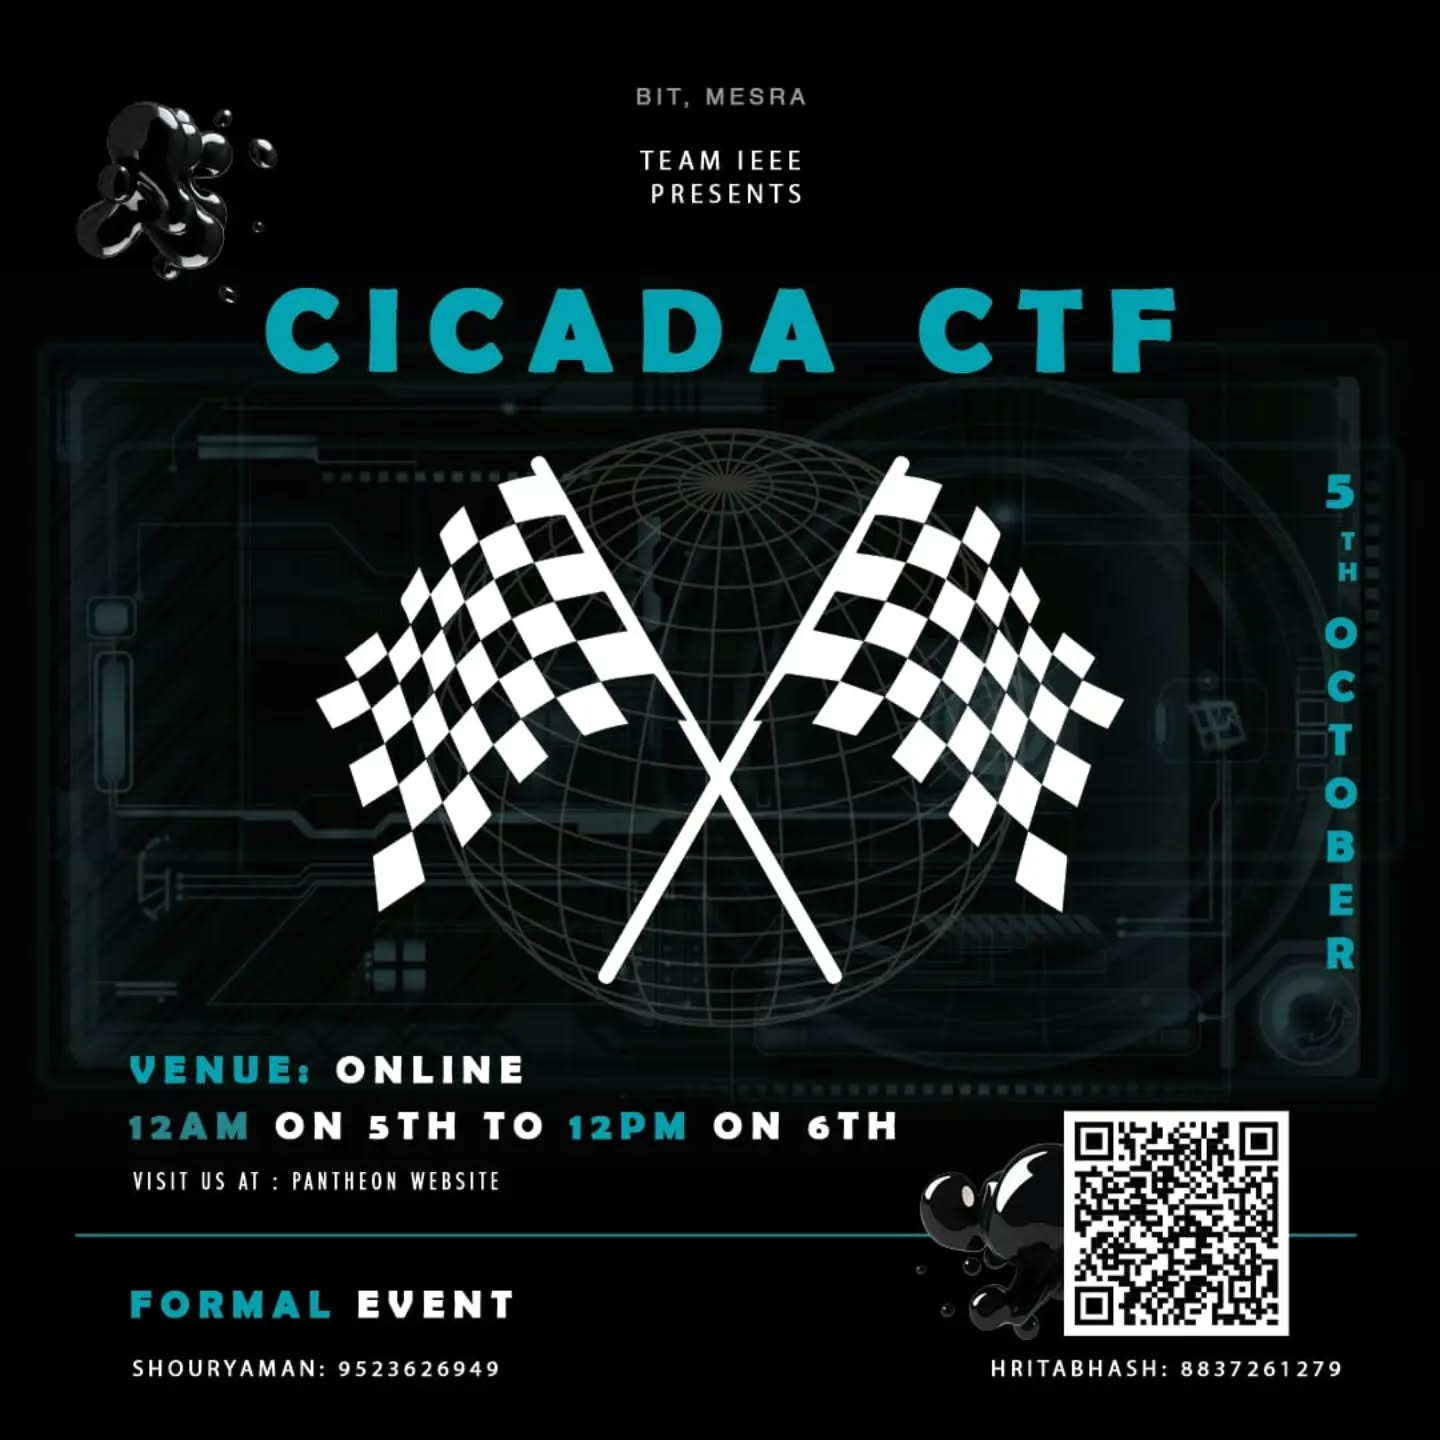 BIT, MESRA
TEAM IEEE
PRESENTS
CICADA CTF
5TH OCTOBER
VENUE: ONLINE
12AM ON 5TH TO 12PM ON 6TH
VISIT US AT : PANTHEON WEBSITE
FORMAL EVENT
SHOURYAMAN: 9523626949
HRITABHASH: 8837261279